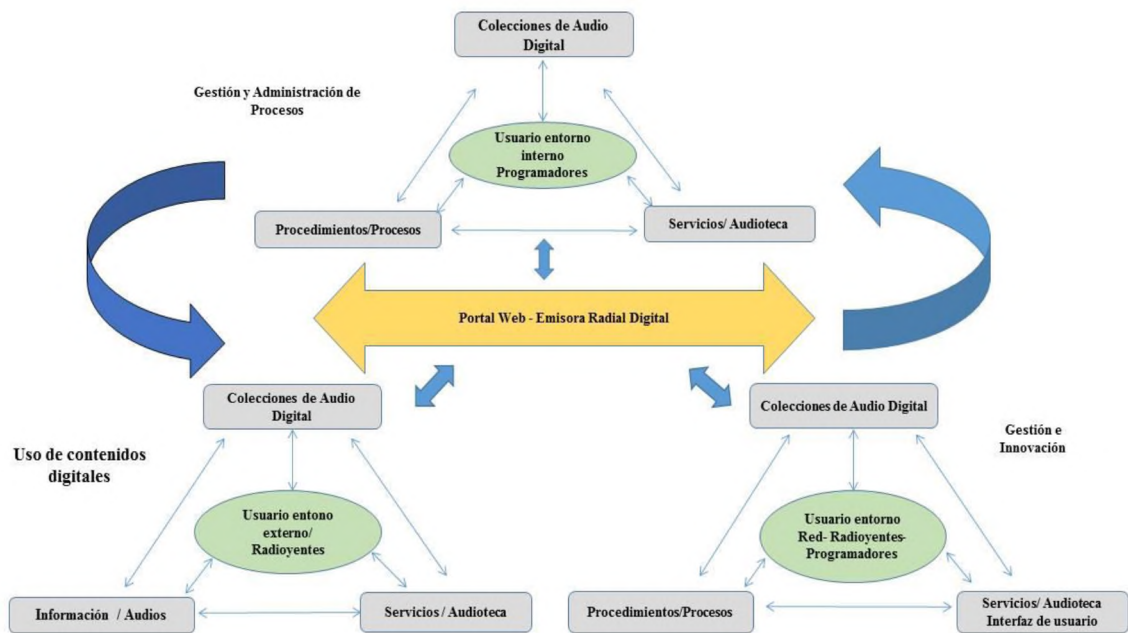 Colecciones de Audio
Digital
Gestión y Administración de
Procesos
Usuario entorno
interno
Programadores
Procedimientos/Procesos
Servicios/ Audioteca
Portal Web - Emisora Radial Digital
Colecciones de Audio
Digital
Colecciones de Audio Digital
Uso de contenidos
digitales
Gestión e
Innovación
Usuario entono
externo/
Radioyentes
Usuario entorno
Red- Radioyentes-
Programadores
Información / Audios
Servicios / Audioteca
Procedimientos/Procesos
Servicios/ Audioteca
Interfaz de usuario